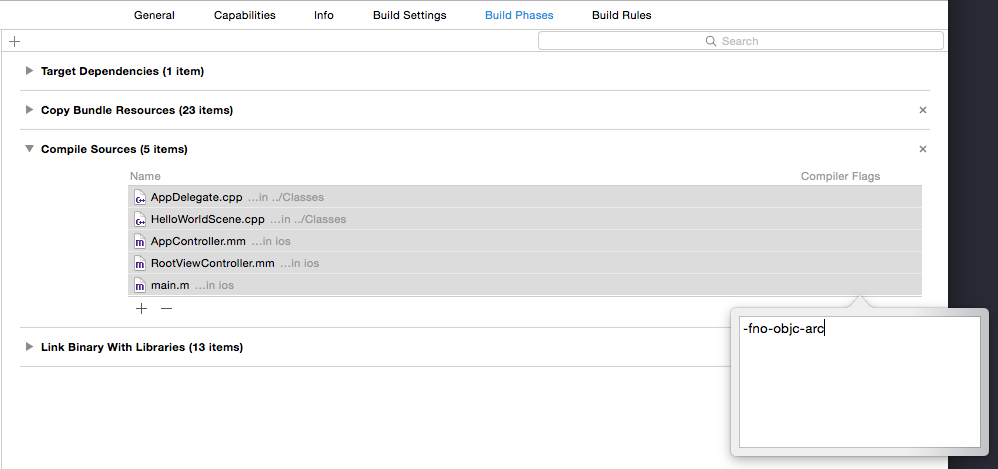 General Capabilities Info Build Settings Build Phases Build Rules
Search
Target Dependencies (1 item)
Copy Bundle Resources (23 items)
Compile Sources (5 items)
Name Compiler Flags
AppDelegate.cpp ...in ../Classes
HelloWorldScene.cpp ...in ../Classes
AppController.mm ...in ios
RootViewController.mm ...in ios
main.m ...in ios
-fno-objc-arc
Link Binary With Libraries (13 items)